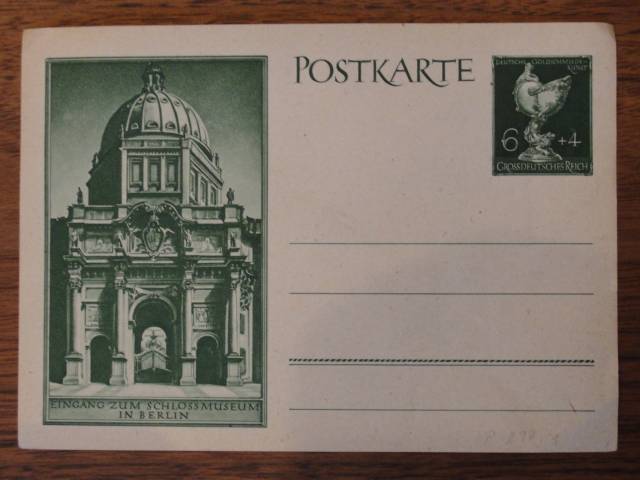 POSTKARTE
DEUTSCHE GOLDSCHMIEDE-
KUNST
6 +4
GROSSDEUTSCHES REICH
EINGANG ZUM SCHLOSSMUSEUM
IN BERLIN